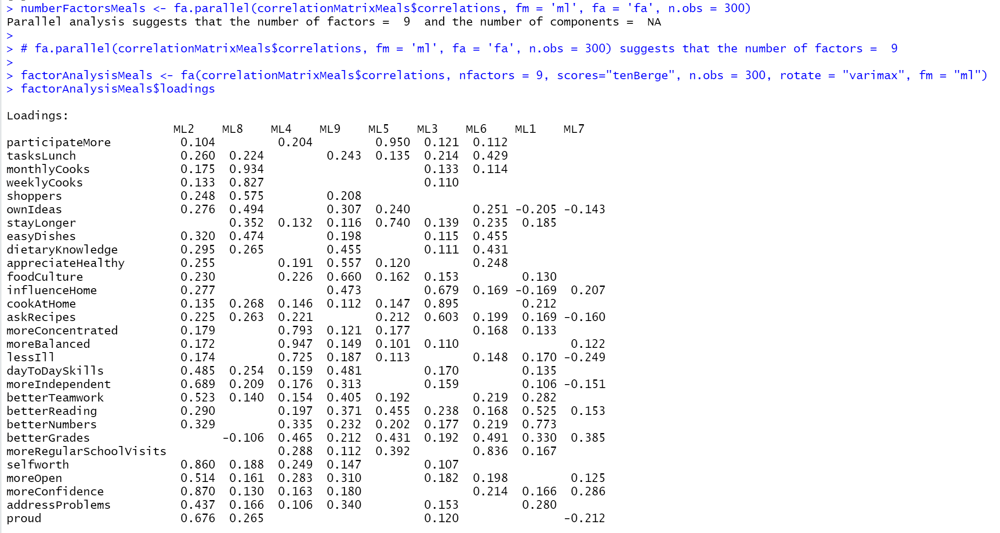 > numberFactorsMeals <- fa.parallel(correlationMatrixMeals$correlations, fm = 'ml', fa = 'fa', n.obs = 300)
Parallel analysis suggests that the number of factors =  9  and the number of components =  NA
>
> # fa.parallel(correlationMatrixMeals$correlations, fm = 'ml', fa = 'fa', n.obs = 300) suggests that the number of factors =  9
>
> factorAnalysisMeals <- fa(correlationMatrixMeals$correlations, nfactors = 9, scores="tenBerge", n.obs = 300, rotate = "varimax", fm = "ml")
> factorAnalysisMeals$loadings
Loadings:
                        ML2    ML8    ML4    ML9    ML5    ML3    ML6    ML1    ML7
participateMore          0.104         0.204         0.950  0.121  0.112
tasksLunch               0.260  0.224         0.243  0.135  0.214  0.429
monthlyCooks             0.175  0.934                       0.133  0.114
weeklyCooks              0.133  0.827                       0.110
shoppers                 0.248  0.575         0.208
ownIdeas                 0.276  0.494         0.307  0.240         0.251 -0.205 -0.143
stayLonger                      0.352  0.132  0.116  0.740  0.139  0.235  0.185
easyDishes               0.320  0.474         0.198         0.115  0.455
dietaryKnowledge         0.295  0.265         0.455         0.111  0.431
appreciateHealthy        0.255         0.191  0.557  0.120         0.248
foodCulture              0.230         0.226  0.660  0.162  0.153         0.130
influenceHome            0.277                0.473         0.679  0.169 -0.169  0.207
cookAtHome               0.135  0.268  0.146  0.112  0.147  0.895         0.212
askRecipes               0.225  0.263  0.221         0.212  0.603  0.199  0.169 -0.160
moreConcentrated         0.179         0.793  0.121  0.177         0.168  0.133
moreBalanced             0.172         0.947  0.149  0.101  0.110                0.122
lessIll                  0.174         0.725  0.187  0.113         0.148  0.170 -0.249
dayToDaySkills           0.485  0.254  0.159  0.481         0.170         0.135
moreIndependent          0.689  0.209  0.176  0.313         0.159         0.106 -0.151
betterTeamwork           0.523  0.140  0.154  0.405  0.192         0.219  0.282
betterReading            0.290         0.197  0.371  0.455  0.238  0.168  0.525  0.153
betterNumbers            0.329         0.335  0.232  0.202  0.177  0.219  0.773
betterGrades                   -0.106  0.465  0.212  0.431  0.192  0.491  0.330  0.385
moreRegularSchoolVisits                0.288  0.112  0.392         0.836  0.167
selfworth                0.860  0.188  0.249  0.147         0.107
moreOpen                 0.514  0.161  0.283  0.310         0.182  0.198         0.125
moreConfidence           0.870  0.130  0.163  0.180                0.214  0.166  0.286
addressProblems          0.437  0.166  0.106  0.340         0.153         0.280
proud                    0.676  0.265                       0.120               -0.212